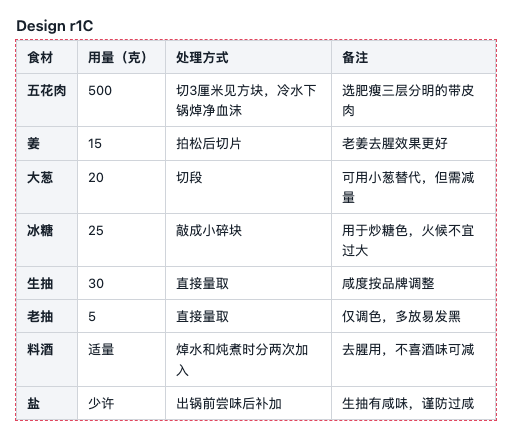 Design r1C
食材 用量（克） 处理方式 备注
五花肉 500 切3厘米见方块，冷水下 选肥瘦三层分明的带皮
锅焯净血沫 肉
姜 15 拍松后切片 老姜去腥效果更好
大葱 20 切段 可用小葱替代，但需减
量
冰糖 25 敲成小碎块 用于炒糖色，火候不宜
过大
生抽 30 直接量取 咸度按品牌调整
老抽 5 直接量取 仅调色，多放易发黑
料酒 适量 焯水和炖煮时分两次加 去腥用，不喜酒味可减
入
盐 少许 出锅前尝味后补加 生抽有咸味，谨防过咸